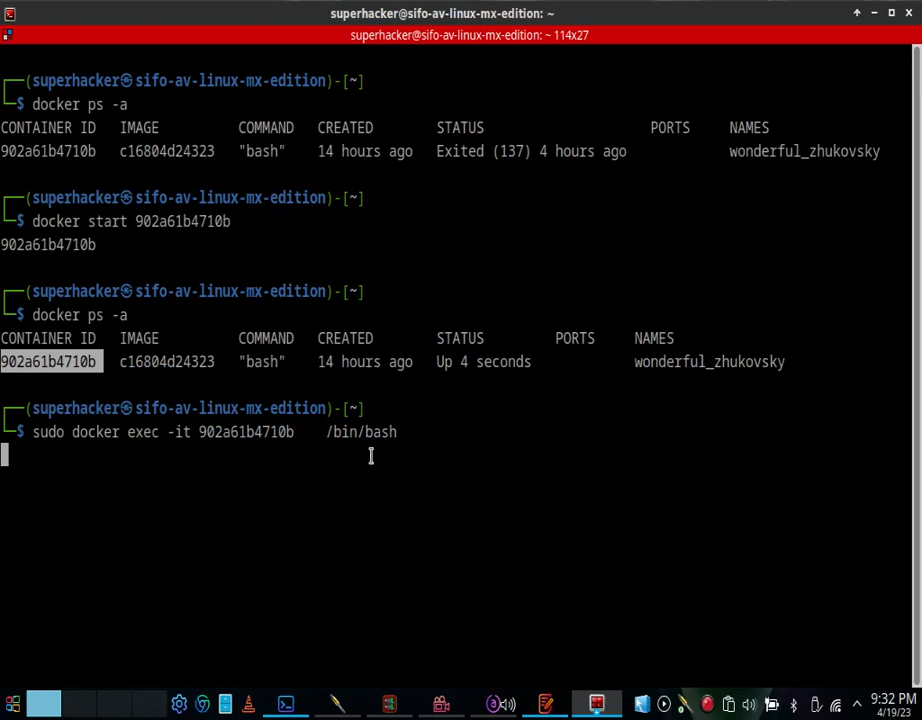 superhacker@sifo-av-linux-mx-edition: ~
superhacker@sifo-av-linux-mx-edition: ~ 114x27
┌──(superhacker㉿sifo-av-linux-mx-edition)-[~]
└─$ docker ps -a
CONTAINER ID   IMAGE          COMMAND   CREATED        STATUS                       PORTS     NAMES
902a61b4710b   c16804d24323   "bash"    14 hours ago   Exited (137) 4 hours ago             wonderful_zhukovsky
┌──(superhacker㉿sifo-av-linux-mx-edition)-[~]
└─$ docker start 902a61b4710b
902a61b4710b
┌──(superhacker㉿sifo-av-linux-mx-edition)-[~]
└─$ docker ps -a
CONTAINER ID   IMAGE          COMMAND   CREATED        STATUS         PORTS     NAMES
902a61b4710b   c16804d24323   "bash"    14 hours ago   Up 4 seconds             wonderful_zhukovsky
┌──(superhacker㉿sifo-av-linux-mx-edition)-[~]
└─$ sudo docker exec -it 902a61b4710b    /bin/bash
9:32 PM
4/19/23